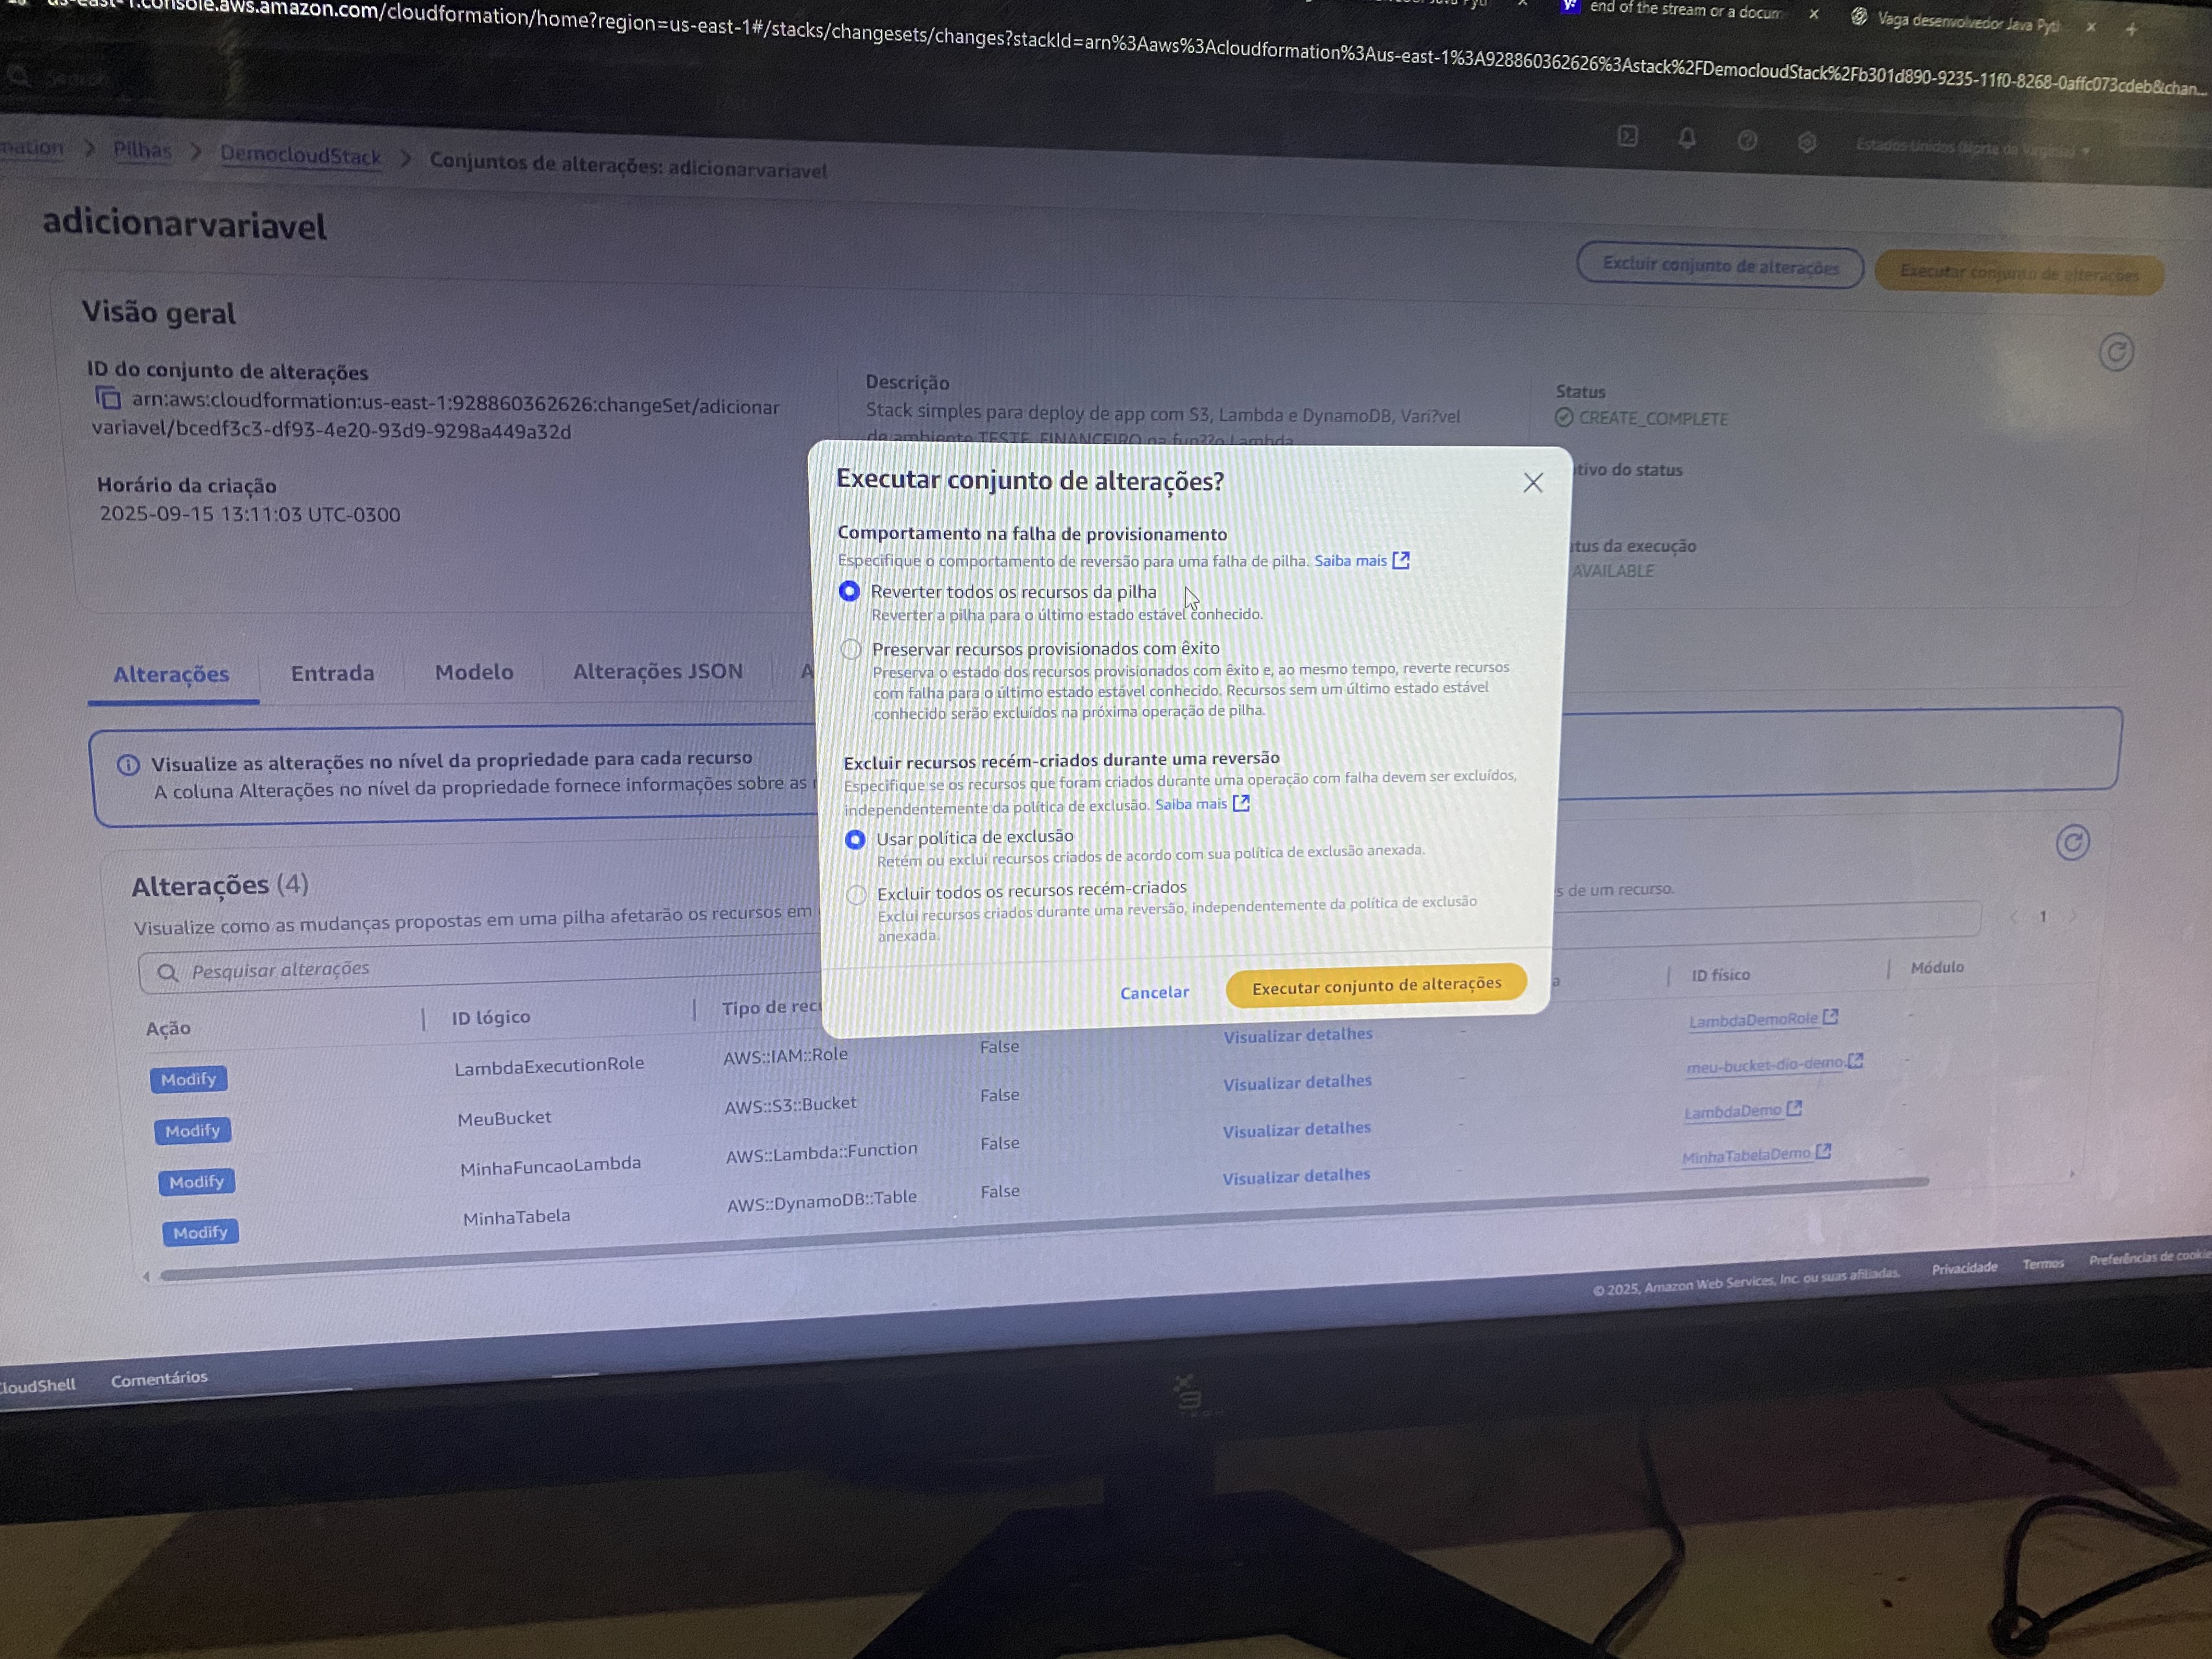 us-east-1.console.aws.amazon.com/cloudformation/home?region=us-east-1#/stacks/changesets/changes?stackId=arn%3Aaws%3Acloudformation%3Aus-east-1%3A928860362626%3Astack%2FDemocloudStack%2Fb301d890-9235-11f0-8268-0affc073cdeb&chan...
end of the stream or a docum
Vaga desenvolvedor Java Pyt
Search
Pilhas
DemocloudStack
Conjuntos de alterações: adicionarvariavel
Estados Unidos (Norte da Virgínia)
adicionarvariavel
Excluir conjunto de alterações
Executar conjunto de alterações
Visão geral
ID do conjunto de alterações
arn:aws:cloudformation:us-east-1:928860362626:changeSet/adicionar
variavel/bcedf3c3-df93-4e20-93d9-9298a449a32d
Horário da criação
2025-09-15 13:11:03 UTC-0300
Descrição
Stack simples para deploy de app com S3, Lambda e DynamoDB, Vari?vel
de ambiente TESTE_FINANCEIRO na fun??o Lambda
Status
CREATE_COMPLETE
tivo do status
tus da execução
AVAILABLE
Executar conjunto de alterações?
Comportamento na falha de provisionamento
Especifique o comportamento de reversão para uma falha de pilha. Saiba mais
Reverter todos os recursos da pilha
Reverter a pilha para o último estado estável conhecido.
Preservar recursos provisionados com êxito
Preserva o estado dos recursos provisionados com êxito e, ao mesmo tempo, reverte recursos
com falha para o último estado estável conhecido. Recursos sem um último estado estável
conhecido serão excluídos na próxima operação de pilha.
Excluir recursos recém-criados durante uma reversão
Especifique se os recursos que foram criados durante uma operação com falha devem ser excluídos,
independentemente da política de exclusão. Saiba mais
Usar política de exclusão
Retém ou exclui recursos criados de acordo com sua política de exclusão anexada.
Excluir todos os recursos recém-criados
Exclui recursos criados durante uma reversão, independentemente da política de exclusão
anexada.
Cancelar
Executar conjunto de alterações
Alterações
Entrada
Modelo
Alterações JSON
A
Visualize as alterações no nível da propriedade para cada recurso
A coluna Alterações no nível da propriedade fornece informações sobre as
Alterações (4)
Visualize como as mudanças propostas em uma pilha afetarão os recursos em
s de um recurso.
Pesquisar alterações
1
Ação ID lógico Tipo de recu a ID físico Módulo
Modify LambdaExecutionRole AWS::IAM::Role False Visualizar detalhes - LambdaDemoRole -
Modify MeuBucket AWS::S3::Bucket False Visualizar detalhes - meu-bucket-dio-demo -
Modify MinhaFuncaoLambda AWS::Lambda::Function False Visualizar detalhes - LambdaDemo -
Modify MinhaTabela AWS::DynamoDB::Table False Visualizar detalhes - MinhaTabelaDemo -
© 2025, Amazon Web Services, Inc. ou suas afiliadas.
Privacidade
Termos
Preferências de cookie
CloudShell
Comentários